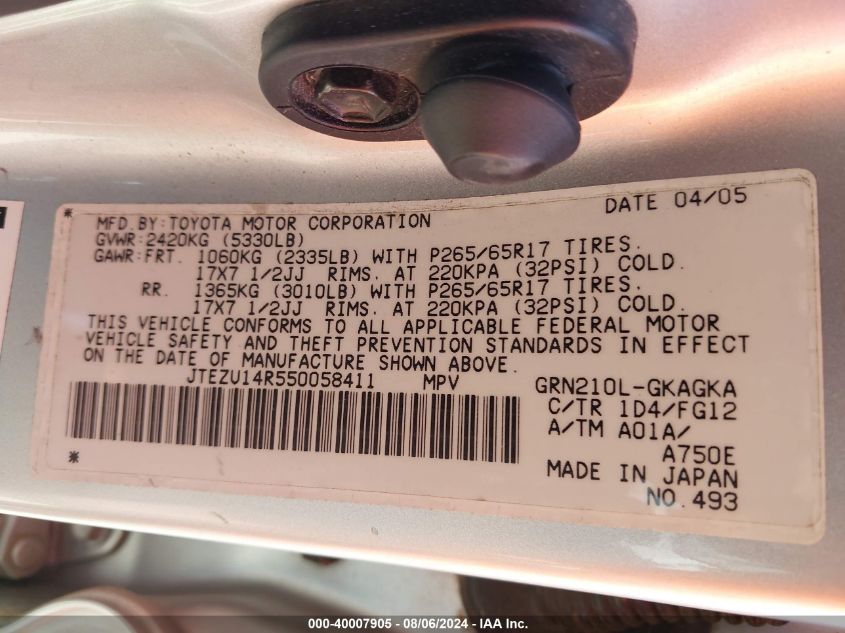 DATE 04/05
MFD.BY:TOYOTA MOTOR CORPORATION
GVWR:2420KG (5330LB)
GAWR:FRT. 1060KG (2335LB) WITH P265/65R17 TIRES.
17X7 1/2JJ RIMS. AT 220KPA (32PSI) COLD.
RR. 1365KG (3010LB) WITH P265/65R17 TIRES.
17X7 1/2JJ RIMS. AT 220KPA (32PSI) COLD.
THIS VEHICLE CONFORMS TO ALL APPLICABLE FEDERAL MOTOR
VEHICLE SAFETY AND THEFT PREVENTION STANDARDS IN EFFECT
ON THE DATE OF MANUFACTURE SHOWN ABOVE.
JTEZU14R550058411 MPV GRN210L-GKAGKA
C/TR 1D4/FG12
A/TM A01A/
A750E
MADE IN JAPAN
NO.493
000-40007905 - 08/06/2024 - IAA Inc.